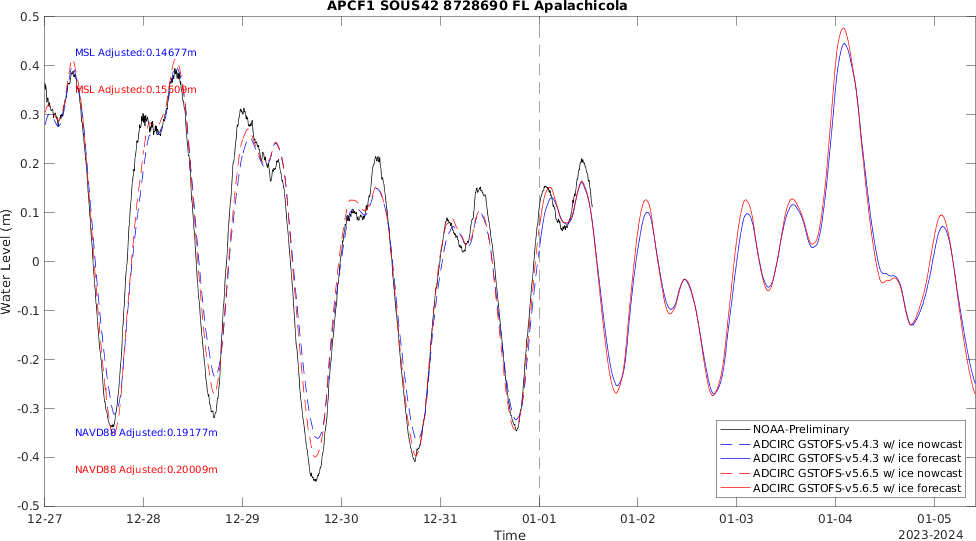 APCF1 SOUS42 8728690 FL Apalachicola
0.5
0.4
0.3
0.2
0.1
0
-0.1
-0.2
-0.3
-0.4
-0.5
Water Level (m)
MSL Adjusted:0.14677m
MSL Adjusted:0.15609m
NAVD88 Adjusted:0.19177m
NAVD88 Adjusted:0.20009m
NOAA-Preliminary
ADCIRC GSTOFS-v5.4.3 w/ ice nowcast
ADCIRC GSTOFS-v5.4.3 w/ ice forecast
ADCIRC GSTOFS-v5.6.5 w/ ice nowcast
ADCIRC GSTOFS-v5.6.5 w/ ice forecast
12-27 12-28 12-29 12-30 12-31 01-01 01-02 01-03 01-04 01-05
Time
2023-2024